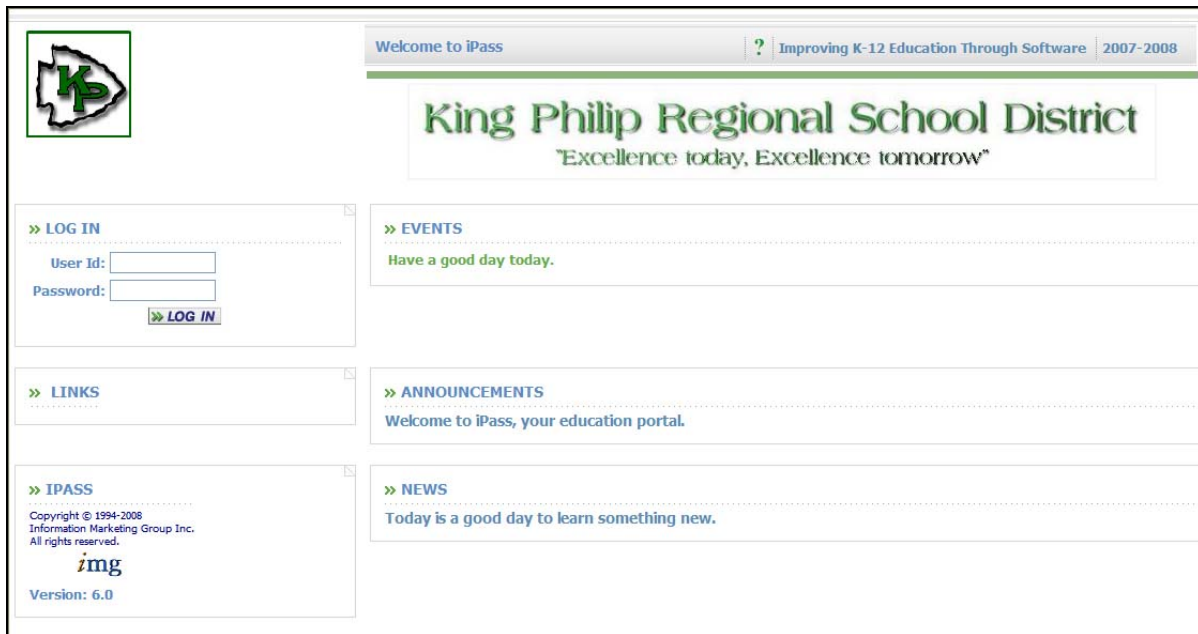 KP
Welcome to iPass
? Improving K-12 Education Through Software 2007-2008
King Philip Regional School District
"Excellence today, Excellence tomorrow"
» LOG IN
User Id:
Password:
» LOG IN
» EVENTS
Have a good day today.
» LINKS
» ANNOUNCEMENTS
Welcome to iPass, your education portal.
» IPASS
Copyright © 1994-2008
Information Marketing Group Inc.
All rights reserved.
img
Version: 6.0
» NEWS
Today is a good day to learn something new.